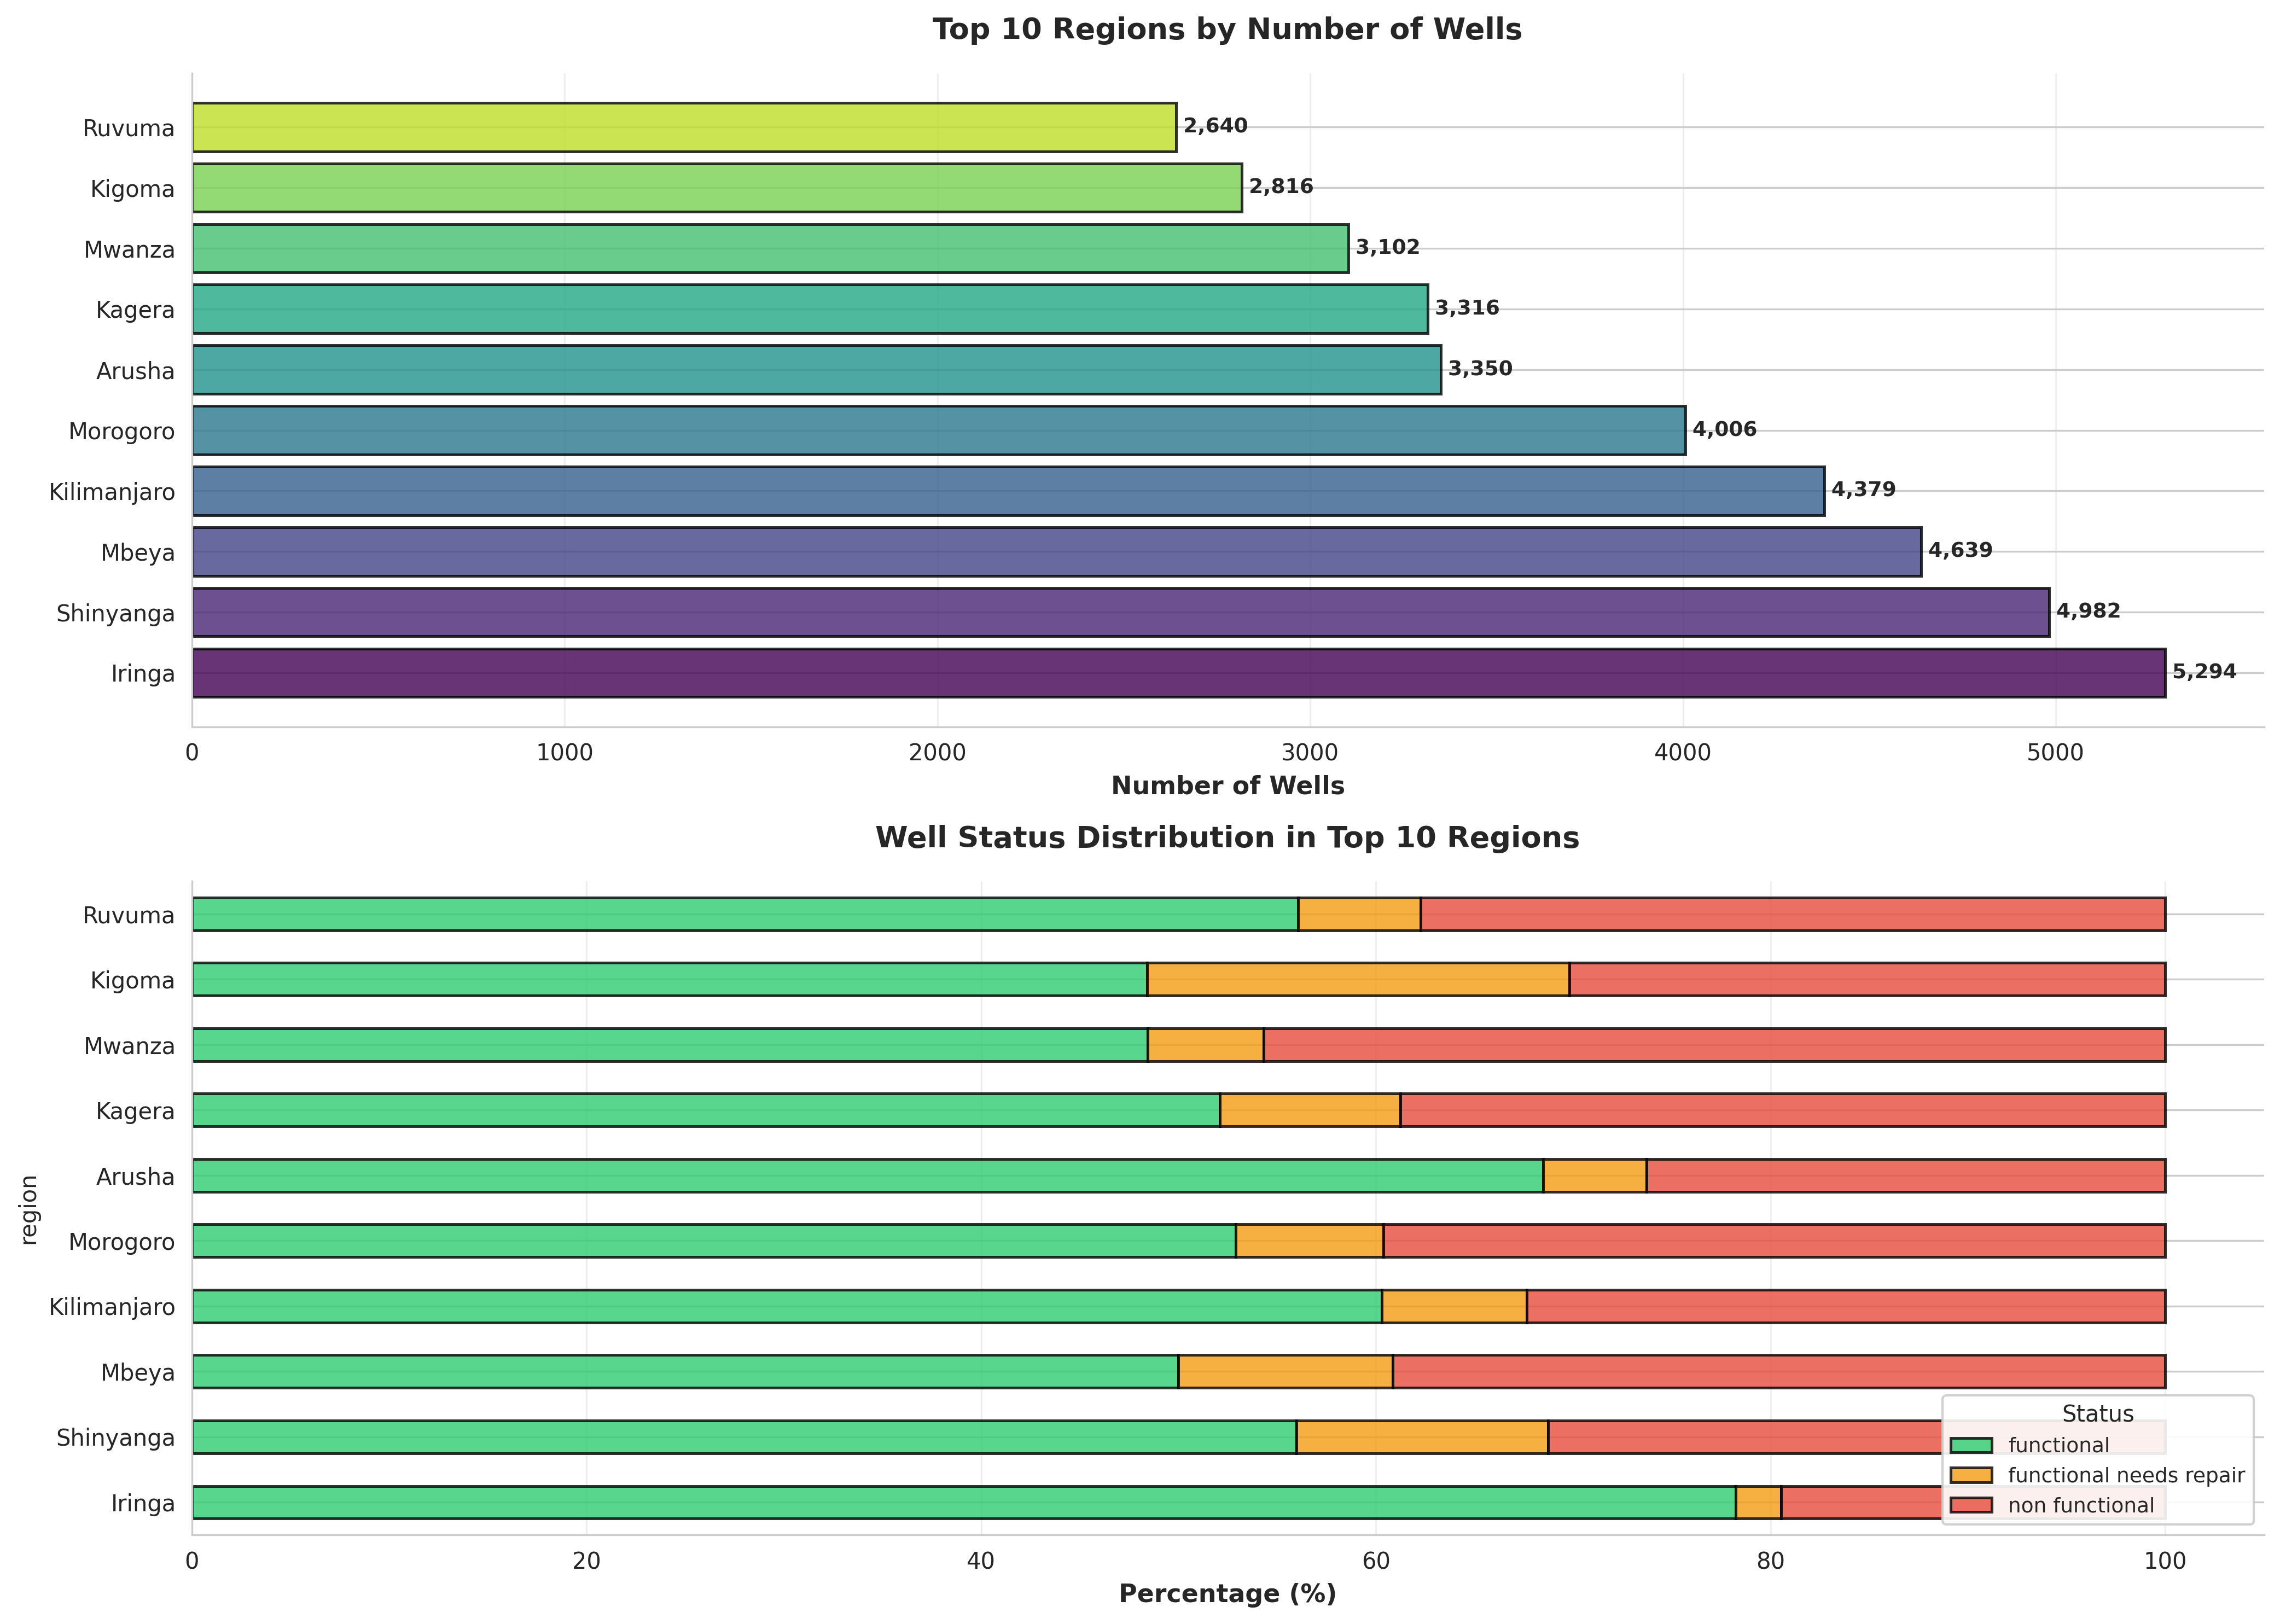 Top 10 Regions by Number of Wells
Ruvuma
2,640
Kigoma
2,816
Mwanza
3,102
Kagera
3,316
Arusha
3,350
Morogoro
4,006
Kilimanjaro
4,379
Mbeya
4,639
Shinyanga
4,982
Iringa
5,294
0 1000 2000 3000 4000 5000
Number of Wells
Well Status Distribution in Top 10 Regions
region
Ruvuma
Kigoma
Mwanza
Kagera
Arusha
Morogoro
Kilimanjaro
Mbeya
Shinyanga
Iringa
Status
functional
functional needs repair
non functional
0 20 40 60 80 100
Percentage (%)